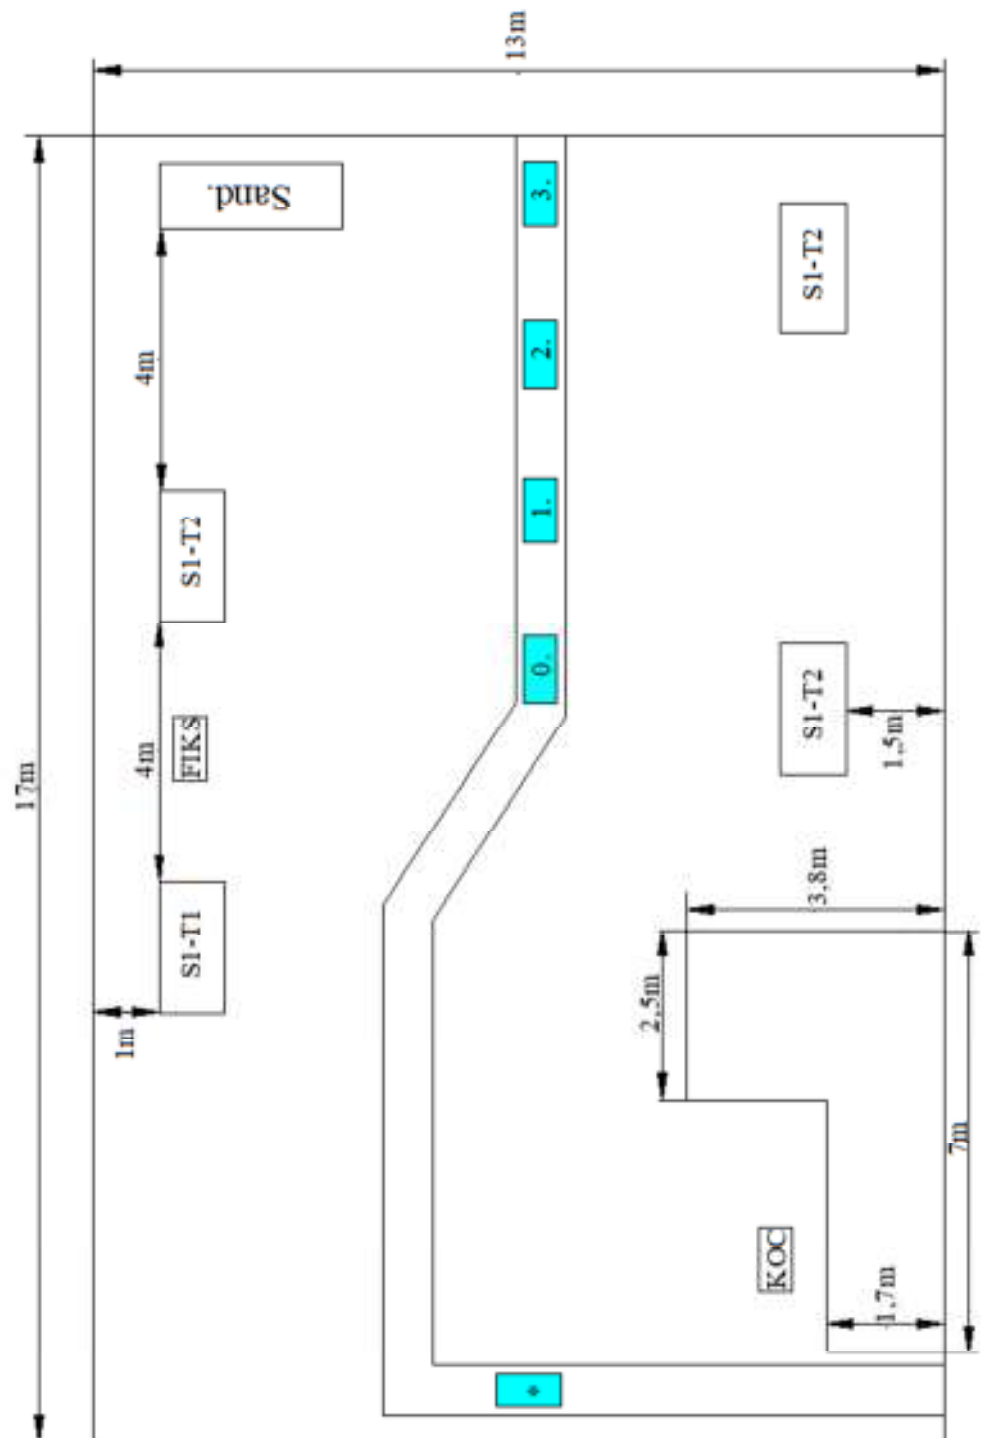 13m
Sand.
3.
S1-T2
2.
4m
S1-T2
1.
0.
S1-T2
1,5m
FIKS
4m
17m
3,8m
S1-T1
2,5m
1m
7m
KOC
1,7m
*